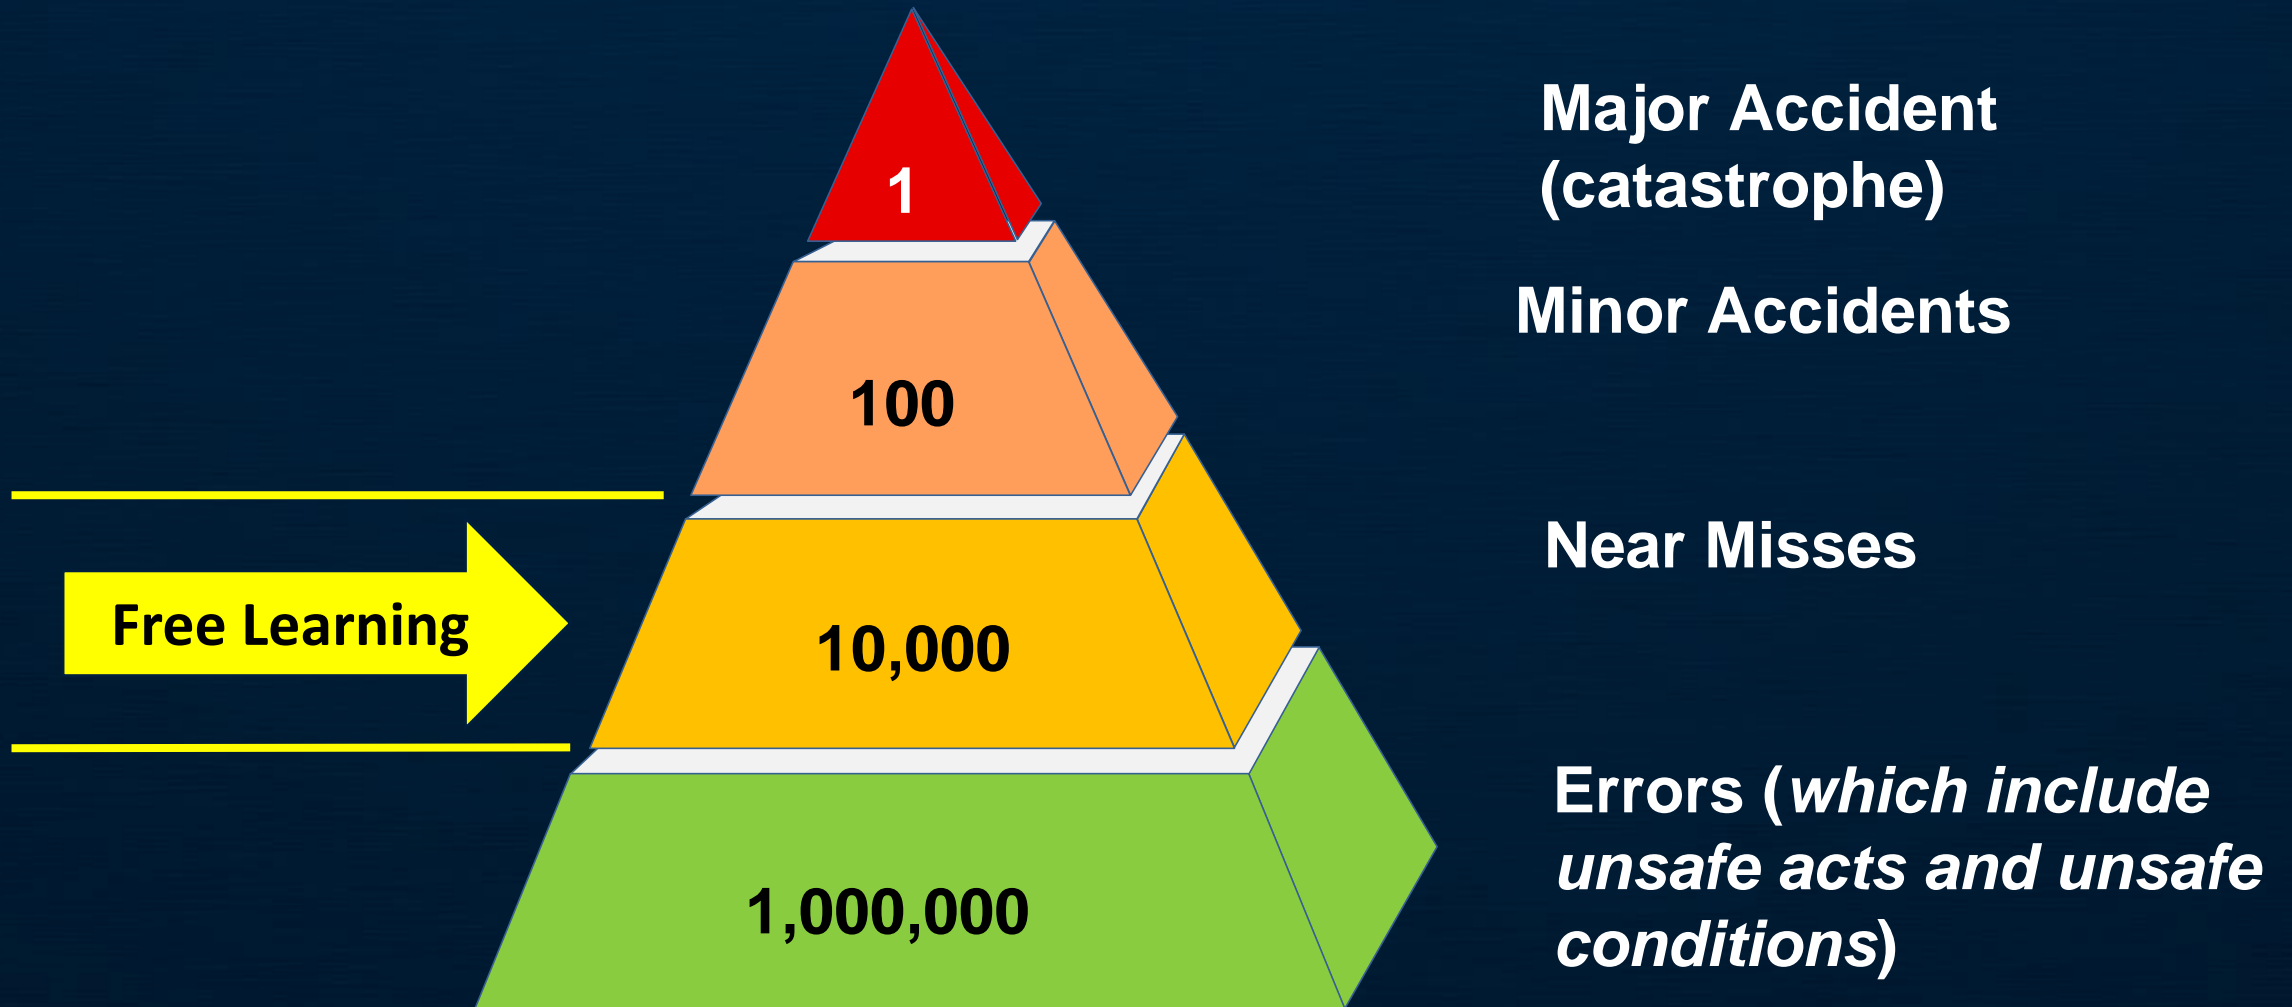 Major Accident
(catastrophe)
1
Minor Accidents
100
Near Misses
Free Learning
10,000
Errors (which include
unsafe acts and unsafe
conditions)
1,000,000